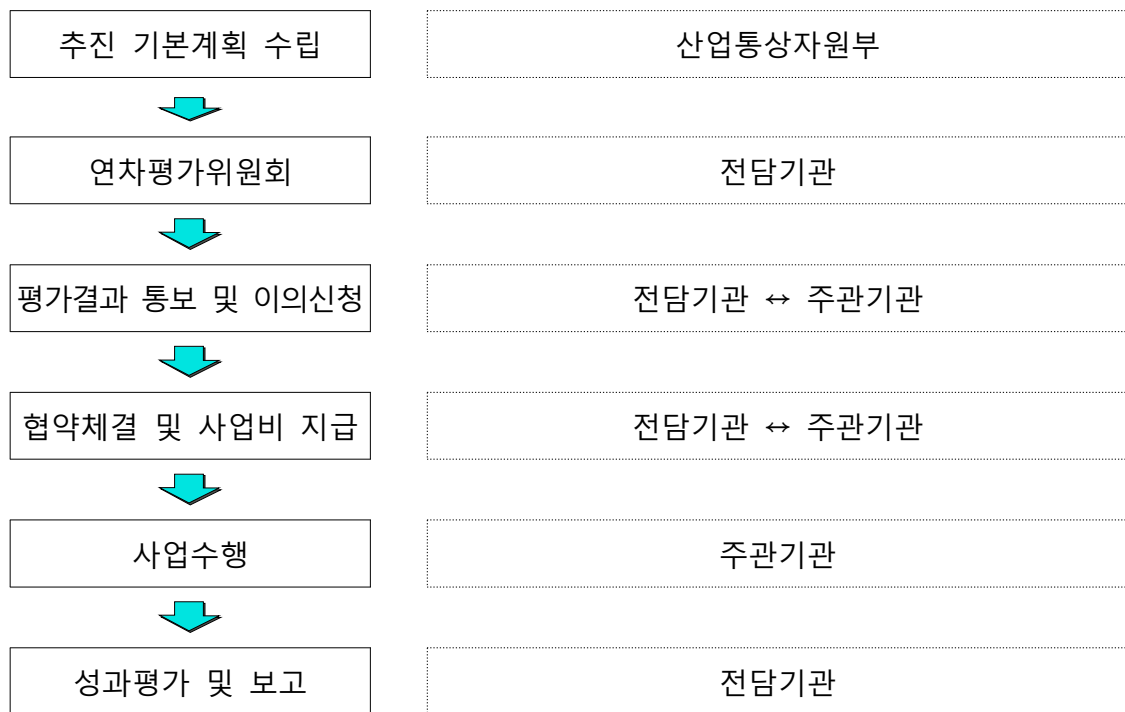 추진 기본계획 수립
산업통상자원부
연차평가위원회
전담기관
평가결과 통보 및 이의신청
전담기관 ↔ 주관기관
협약체결 및 사업비 지급
전담기관 ↔ 주관기관
사업수행
주관기관
성과평가 및 보고
전담기관